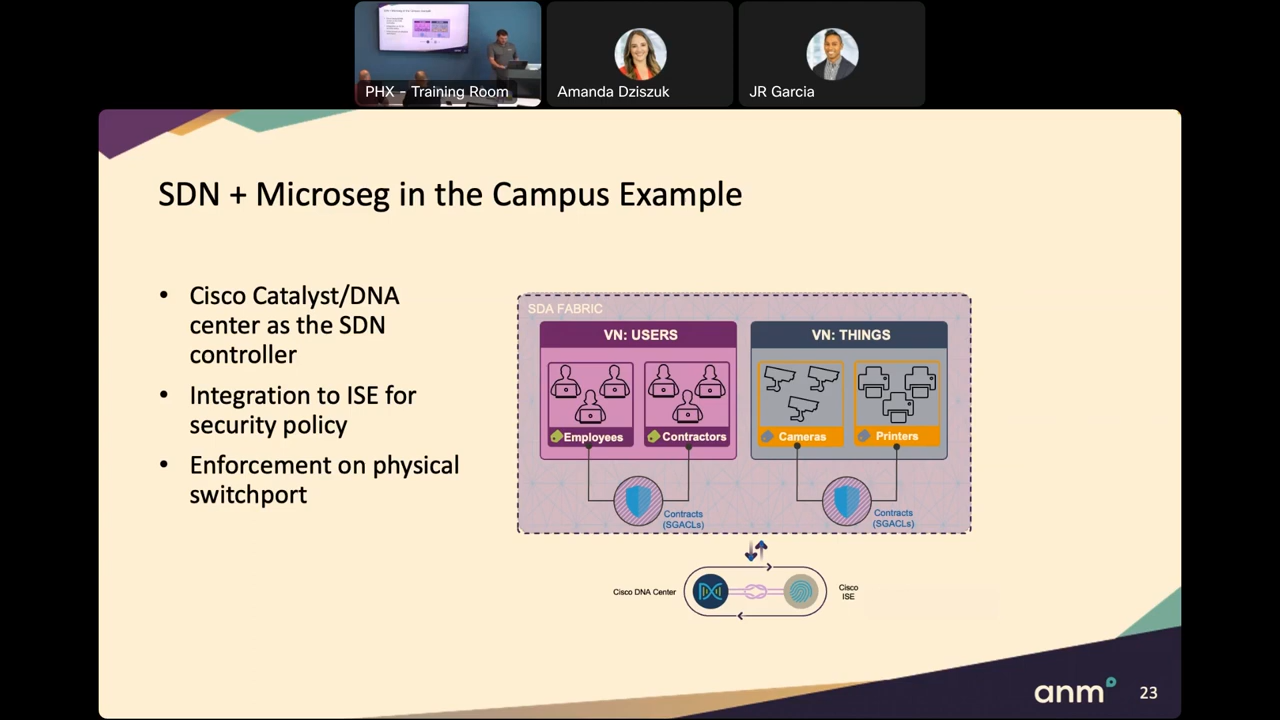 PHX - Training Room
Amanda Dziszuk
JR Garcia
SDN + Microseg in the Campus Example
• Cisco Catalyst/DNA
center as the SDN
controller
• Integration to ISE for
security policy
• Enforcement on physical
switchport
SDA FABRIC
VN: USERS
VN: THINGS
Employees
Contractors
Cameras
Printers
Contracts
(SGACLs)
Contracts
(SGACLs)
Cisco DNA Center
Cisco
ISE
anm
23